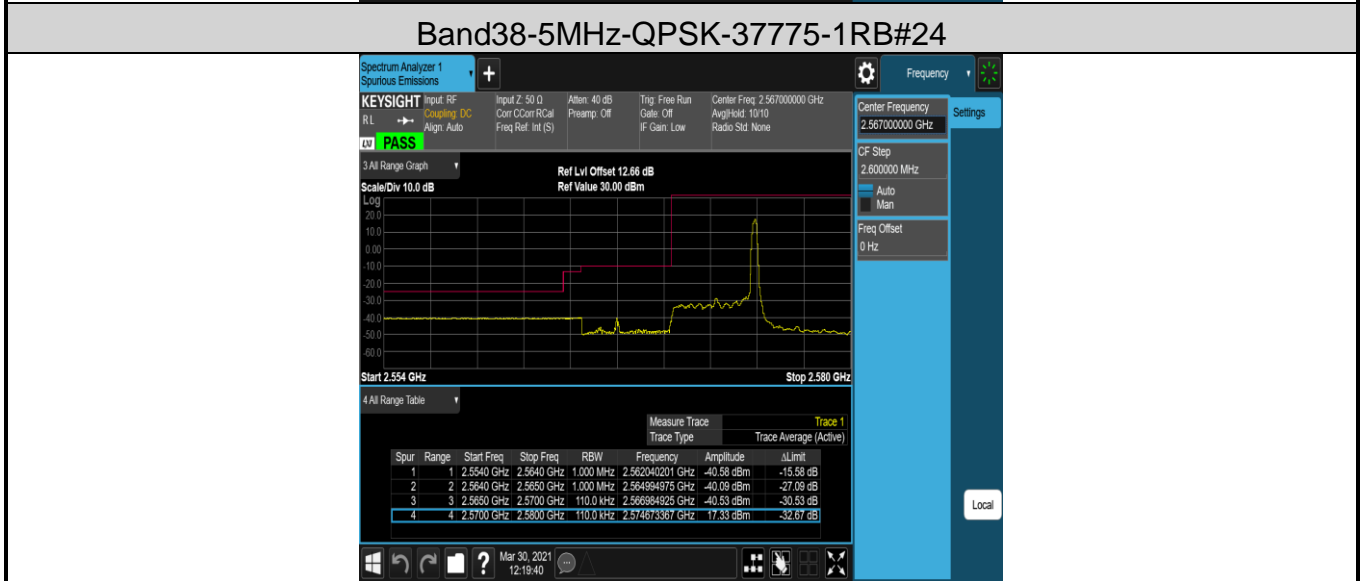 Band38-5MHz-QPSK-37775-1RB#24
Spectrum Analyzer 1
Spurious Emissions
+
Frequency
KEYSIGHT Input: RF Input Z: 50 Ω Atten: 40 dB Trig: Free Run Center Freq: 2.567000000 GHz
RL Coupling: DC Corr CCorr RCal Preamp: Off Gate: Off Avg|Hold: 10/10
Align: Auto Freq Ref: Int (S) IF Gain: Low Radio Std: None
LXI PASS
Center Frequency
2.567000000 GHz
Settings
CF Step
2.600000 MHz
Auto
Man
Freq Offset
0 Hz
3 All Range Graph
Ref Lvl Offset 12.66 dB
Scale/Div 10.0 dB Ref Value 30.00 dBm
Log
20.0
10.0
0.00
-10.0
-20.0
-30.0
-40.0
-50.0
-60.0
Start 2.554 GHz Stop 2.580 GHz
4 All Range Table
Measure Trace Trace 1
Trace Type Trace Average (Active)
Spur Range Start Freq Stop Freq RBW Frequency Amplitude ΔLimit
1 1 2.5540 GHz 2.5640 GHz 1.000 MHz 2.562040201 GHz -40.58 dBm -15.58 dB
2 2 2.5640 GHz 2.5650 GHz 1.000 MHz 2.564994975 GHz -40.09 dBm -27.09 dB
3 3 2.5650 GHz 2.5700 GHz 110.0 kHz 2.566984925 GHz -40.53 dBm -30.53 dB
4 4 2.5700 GHz 2.5800 GHz 110.0 kHz 2.574673367 GHz 17.33 dBm -32.67 dB
Local
? Mar 30, 2021
12:19:40